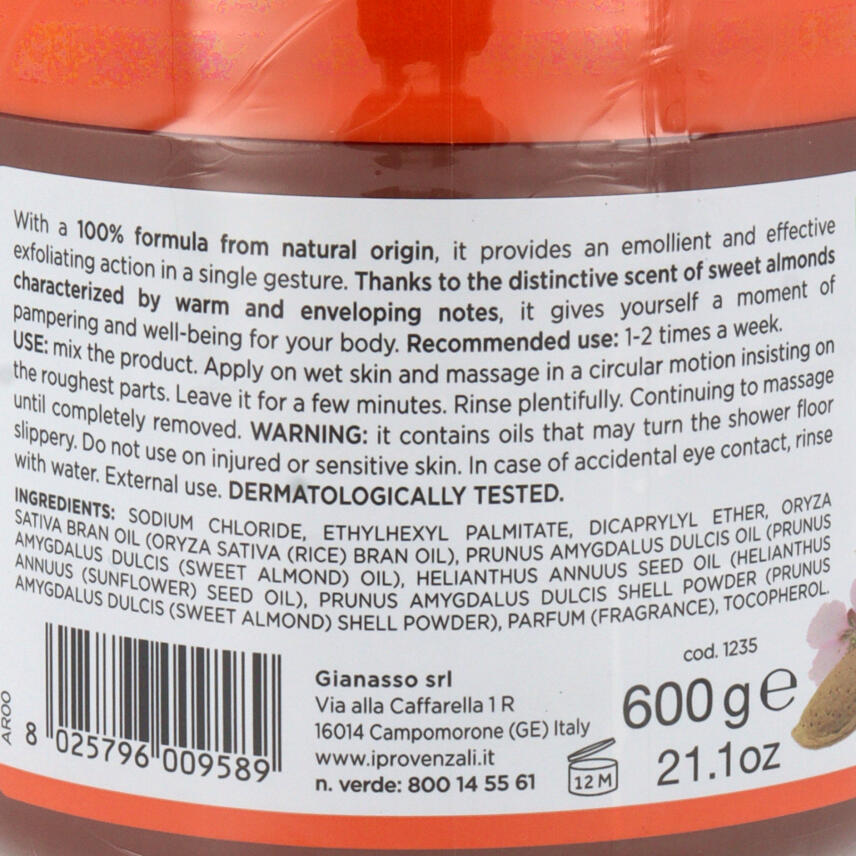 With a 100% formula from natural origin, it provides an emollient and effective
exfoliating action in a single gesture. Thanks to the distinctive scent of sweet almonds
characterized by warm and enveloping notes, it gives yourself a moment of
pampering and well-being for your body. Recommended use: 1-2 times a week.
USE: mix the product. Apply on wet skin and massage in a circular motion insisting on
the roughest parts. Leave it for a few minutes. Rinse plentifully. Continuing to massage
until completely removed. WARNING: it contains oils that may turn the shower floor
slippery. Do not use on injured or sensitive skin. In case of accidental eye contact, rinse
with water. External use. DERMATOLOGICALLY TESTED.
INGREDIENTS: SODIUM CHLORIDE, ETHYLHEXYL PALMITATE, DICAPRYLYL ETHER, ORYZA
SATIVA BRAN OIL (ORYZA SATIVA (RICE) BRAN OIL), PRUNUS AMYGDALUS DULCIS OIL (PRUNUS
AMYGDALUS DULCIS (SWEET ALMOND) OIL), HELIANTHUS ANNUUS SEED OIL (HELIANTHUS
ANNUUS (SUNFLOWER) SEED OIL), PRUNUS AMYGDALUS DULCIS SHELL POWDER (PRUNUS
AMYGDALUS DULCIS (SWEET ALMOND) SHELL POWDER), PARFUM (FRAGRANCE), TOCOPHEROL.
AR00
8 025796 009589
Gianasso srl
Via alla Caffarella 1 R
16014 Campomorone (GE) Italy
www.iprovenzali.it
n. verde: 800 14 55 61
12 M
cod. 1235
600 g e
21.1oz